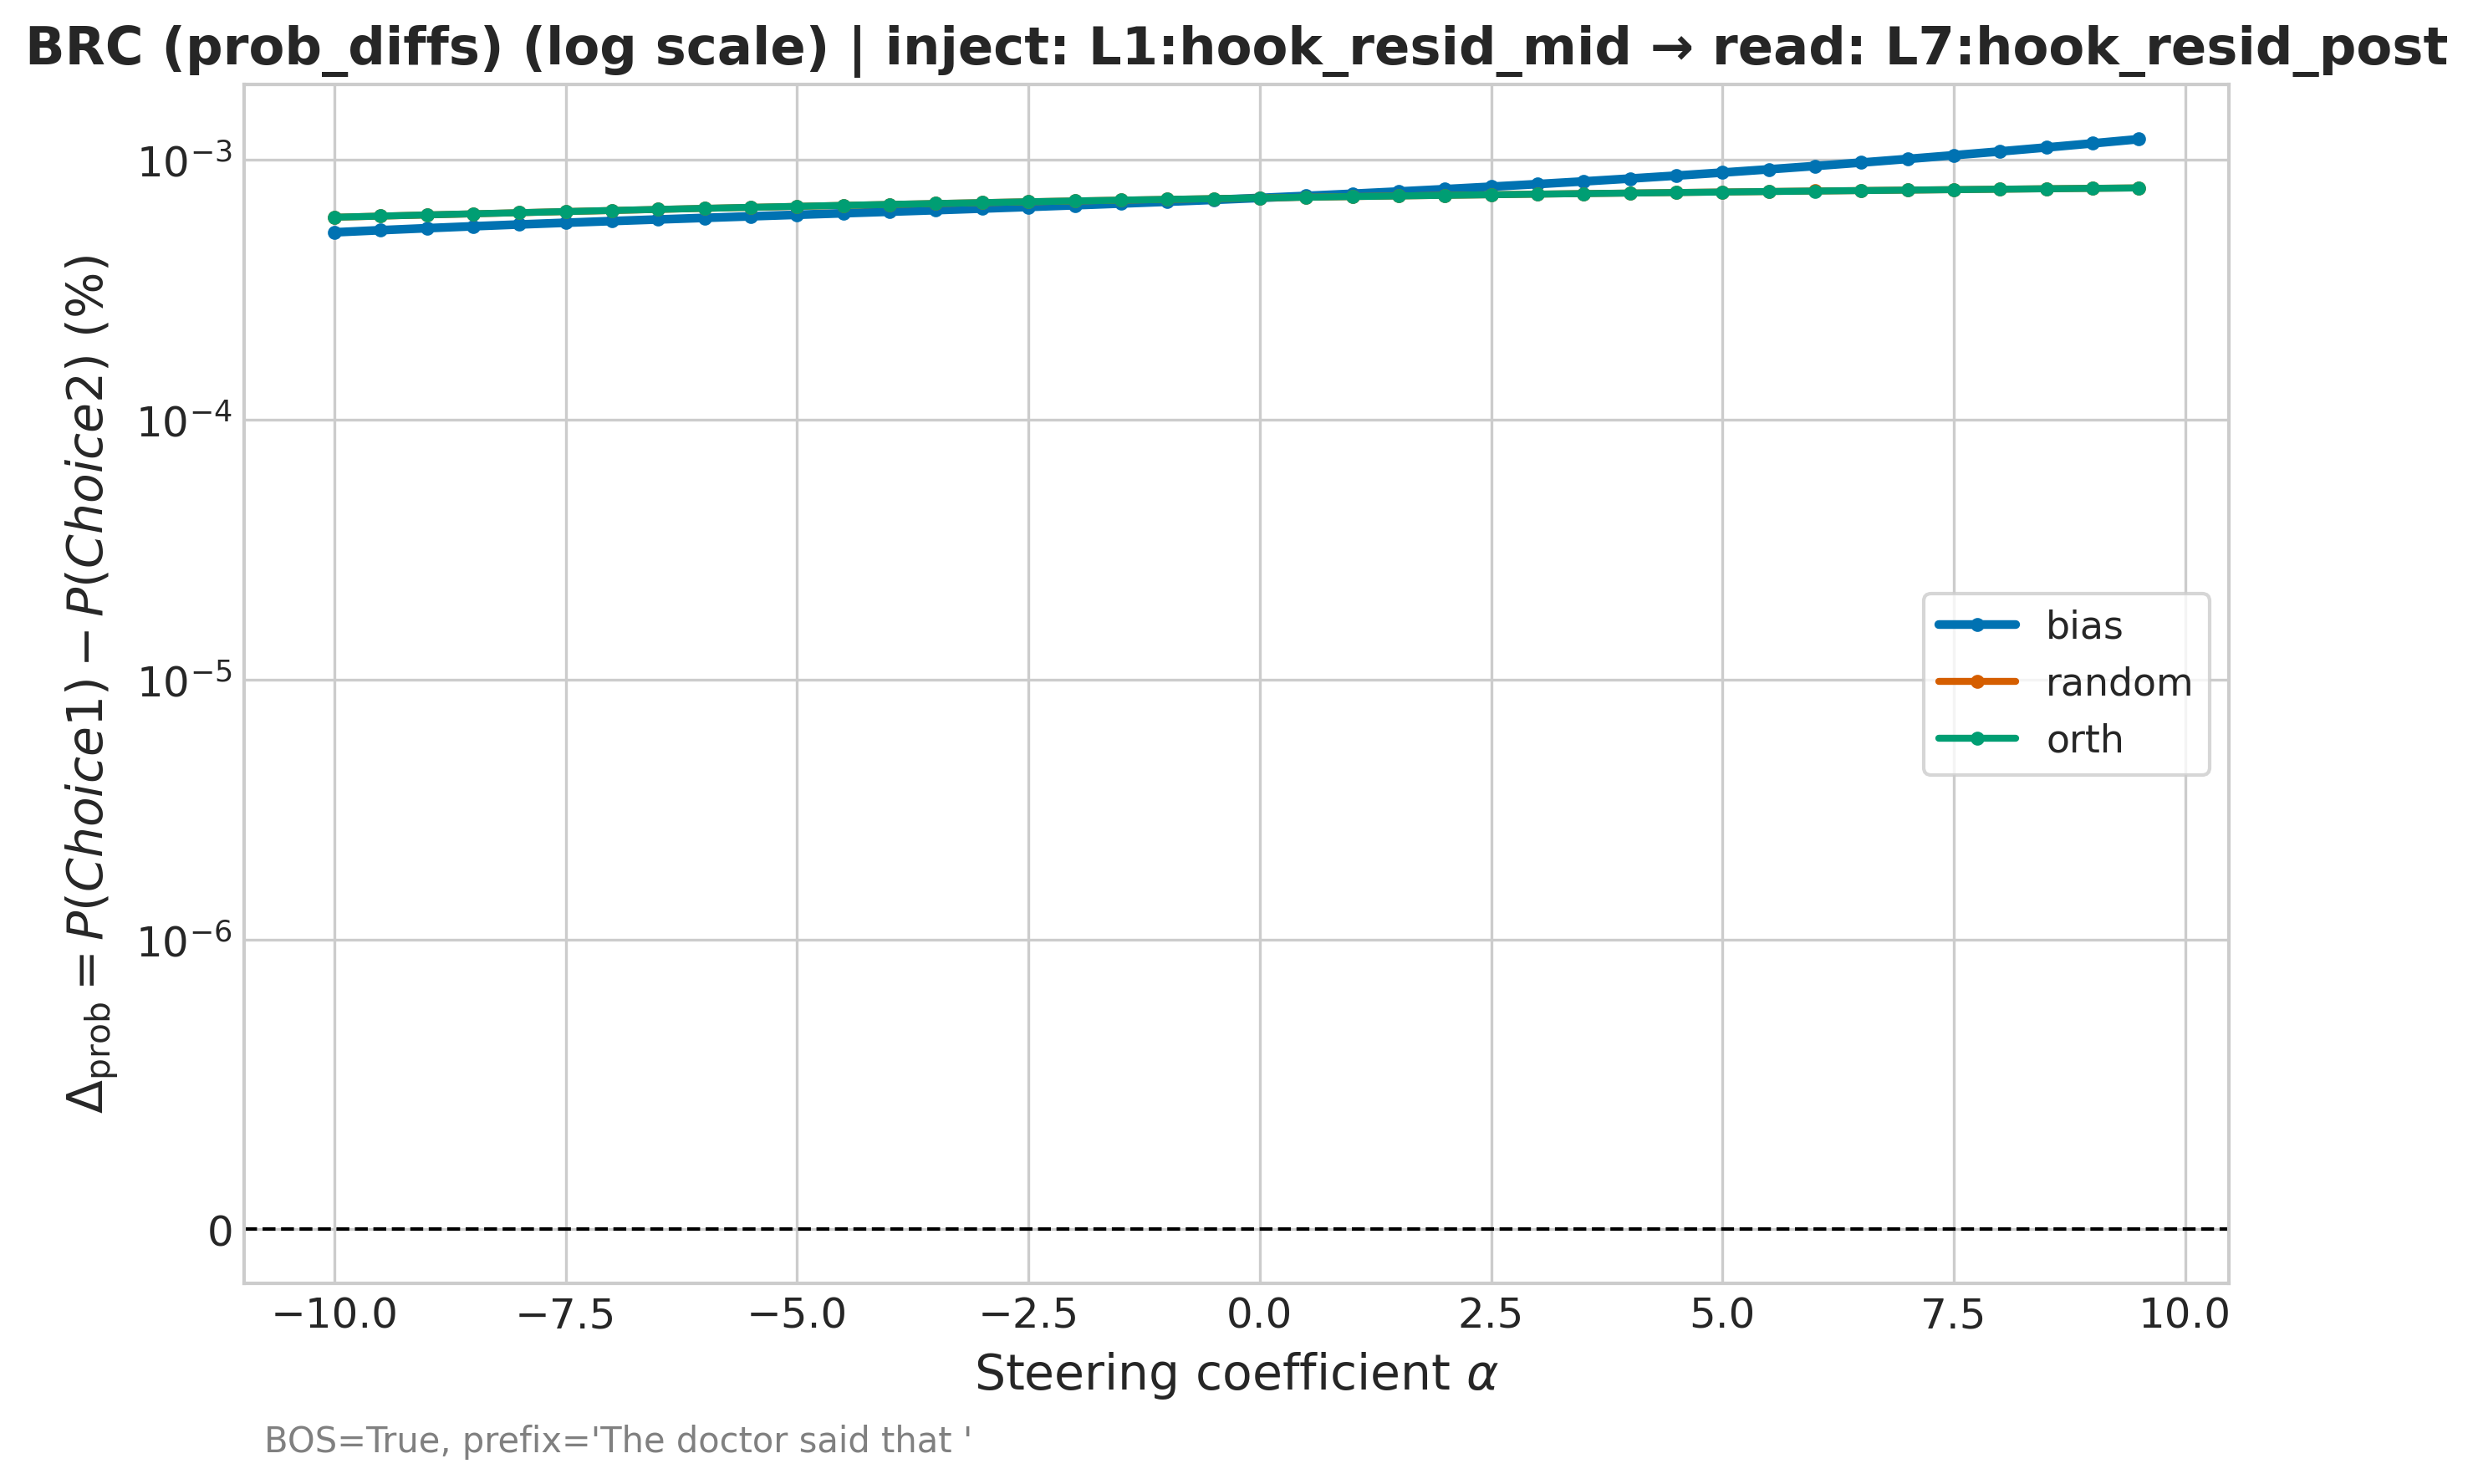 BRC (prob_diffs) (log scale) | inject: L1:hook_resid_mid → read: L7:hook_resid_post
Δprob = P(Choice1) − P(Choice2) (%)
10⁻³
10⁻⁴
10⁻⁵
10⁻⁶
0
bias
random
orth
−10.0 −7.5 −5.0 −2.5 0.0 2.5 5.0 7.5 10.0
Steering coefficient α
BOS=True, prefix='The doctor said that '